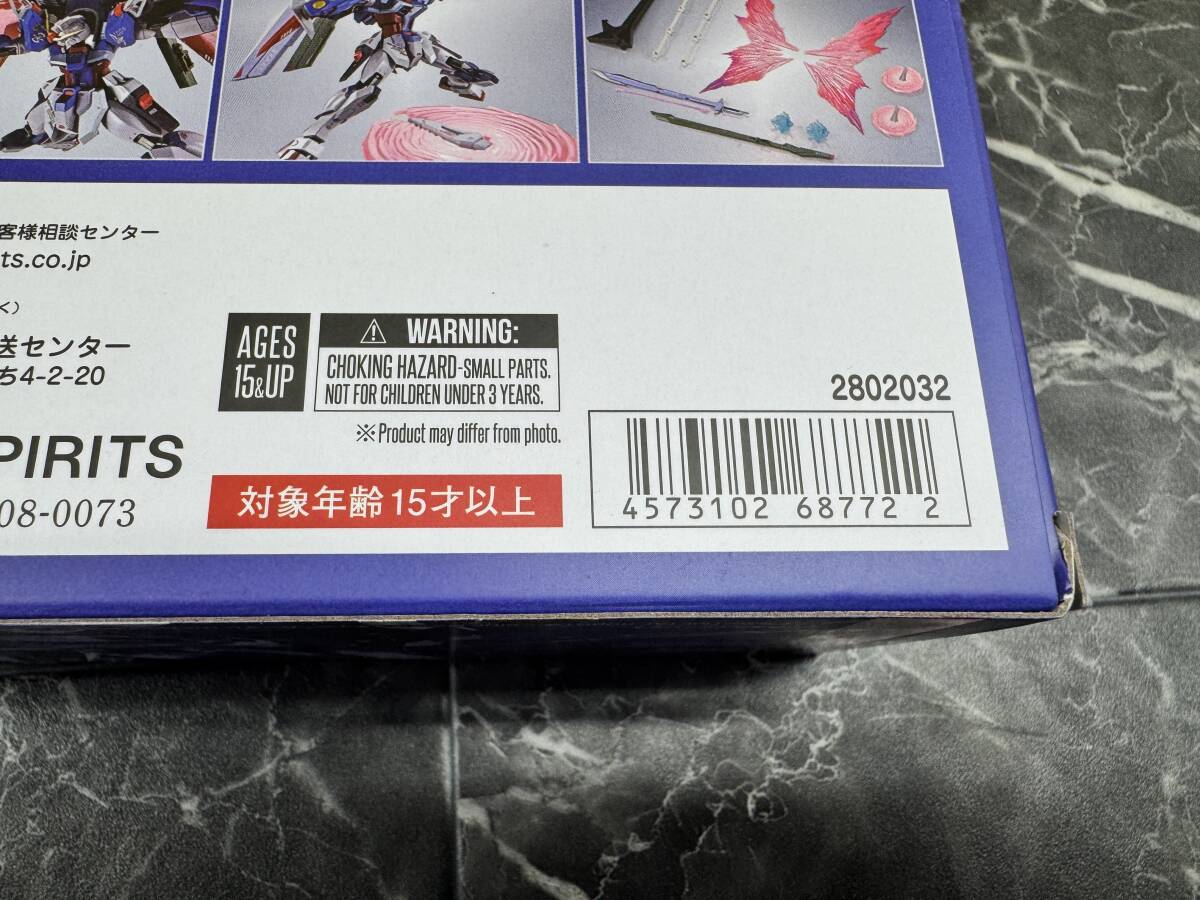 客様相談センター
ts.co.jp
く)
送センター
ち4-2-20
PIRITS
08-0073
AGES
15&UP
⚠ WARNING:
CHOKING HAZARD-SMALL PARTS.
NOT FOR CHILDREN UNDER 3 YEARS.
※Product may differ from photo.
対象年齢15才以上
2802032
4573102 68772 2